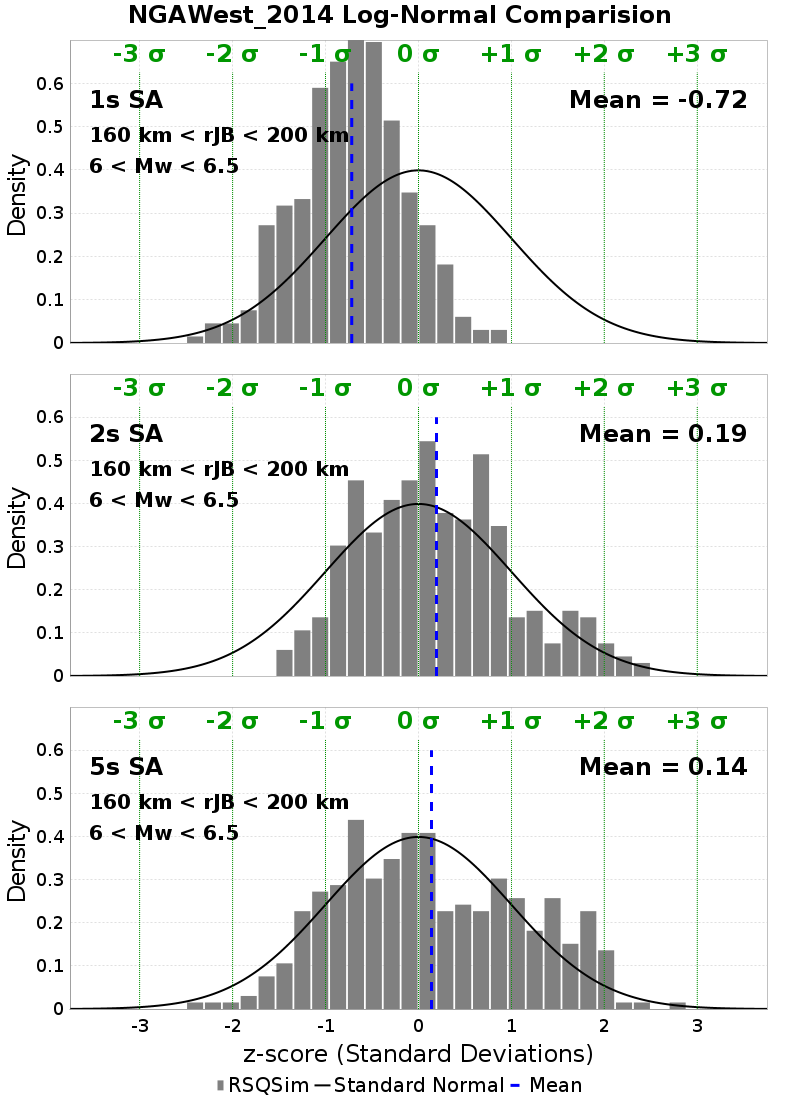 NGAWest_2014 Log-Normal Comparision
-3 σ -2 σ -1 σ 0 σ +1 σ +2 σ +3 σ
0.6
1s SA Mean = -0.72
0.5
160 km < rJB < 200 km
6 < Mw < 6.5
0.4
Density
0.3
0.2
0.1
0
-3 σ -2 σ -1 σ 0 σ +1 σ +2 σ +3 σ
0.6
2s SA Mean = 0.19
0.5
160 km < rJB < 200 km
6 < Mw < 6.5
0.4
Density
0.3
0.2
0.1
0
-3 σ -2 σ -1 σ 0 σ +1 σ +2 σ +3 σ
0.6
5s SA Mean = 0.14
0.5
160 km < rJB < 200 km
6 < Mw < 6.5
0.4
Density
0.3
0.2
0.1
0
-3 -2 -1 0 1 2 3
z-score (Standard Deviations)
RSQSim Standard Normal Mean